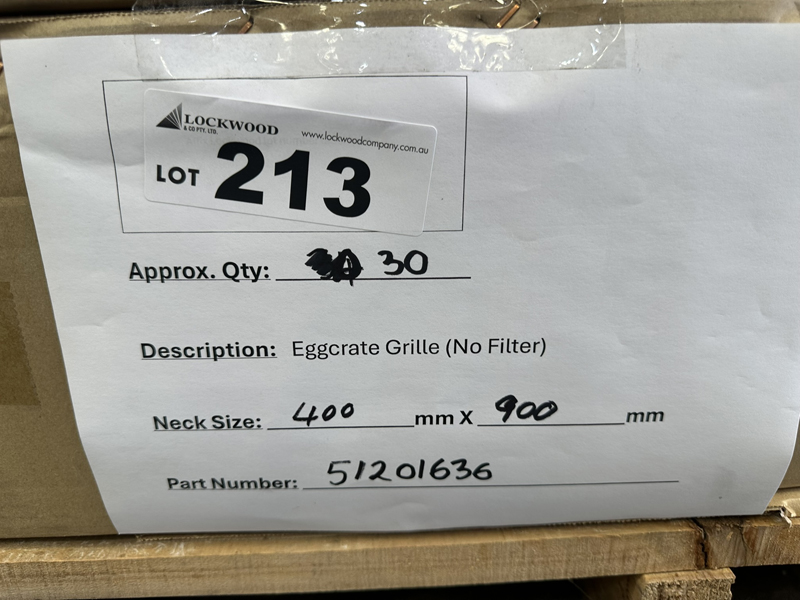 LOCKWOOD
& CO PTY. LTD.
www.lockwoodcompany.com.au
LOT 213
Approx. Qty: 30
Description: Eggcrate Grille (No Filter)
Neck Size: 400 mm X 900 mm
Part Number: 51201636